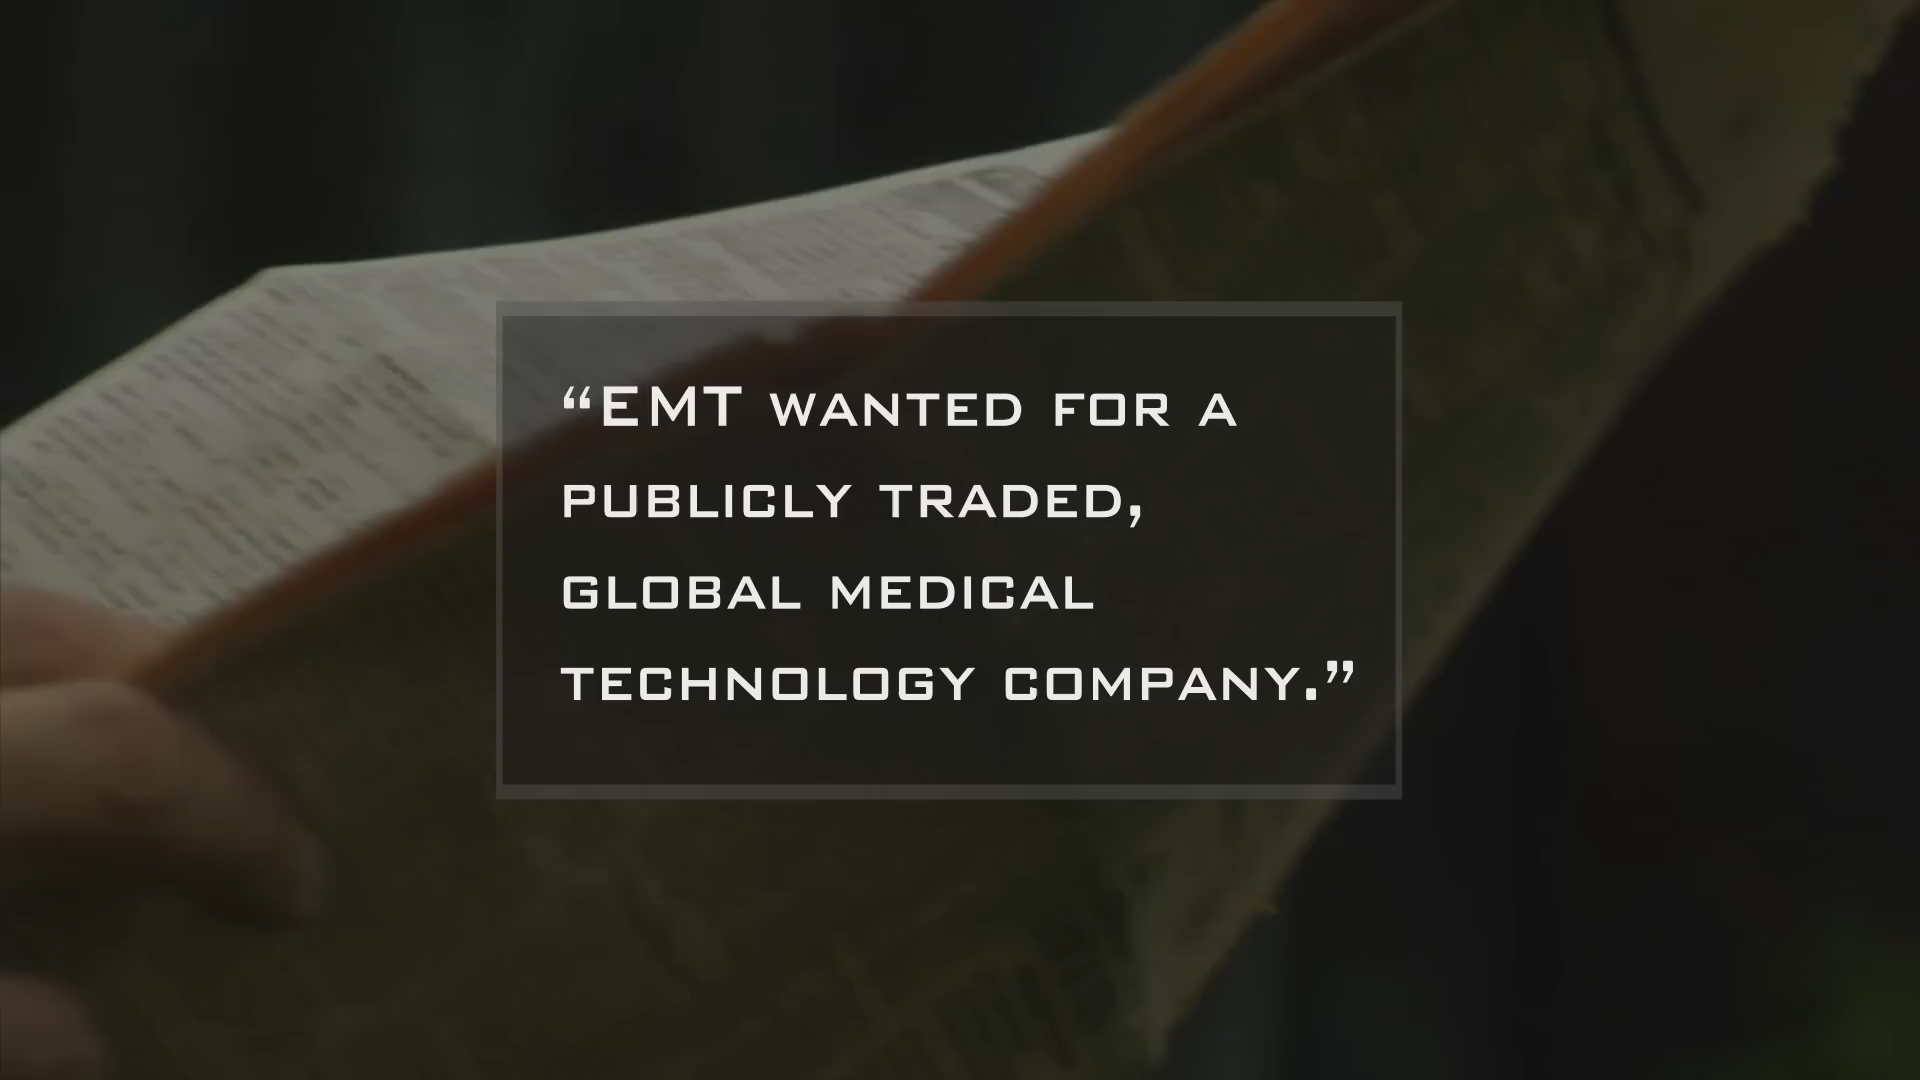 “EMT WANTED FOR A
PUBLICLY TRADED,
GLOBAL MEDICAL
TECHNOLOGY COMPANY.”